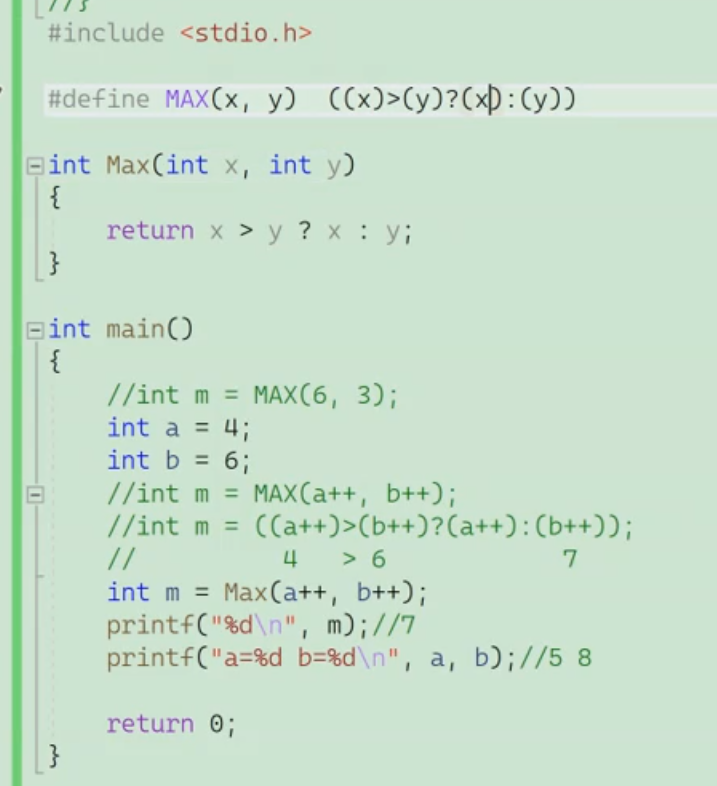 //}
#include <stdio.h>
#define MAX(x, y)  ((x)>(y)?(x):(y))
int Max(int x, int y)
{
    return x > y ? x : y;
}
int main()
{
    //int m = MAX(6, 3);
    int a = 4;
    int b = 6;
    //int m = MAX(a++, b++);
    //int m = ((a++)>(b++)?(a++):(b++));
    //          4   > 6            7
    int m = Max(a++, b++);
    printf("%d\n", m);//7
    printf("a=%d b=%d\n", a, b);//5 8
    return 0;
}